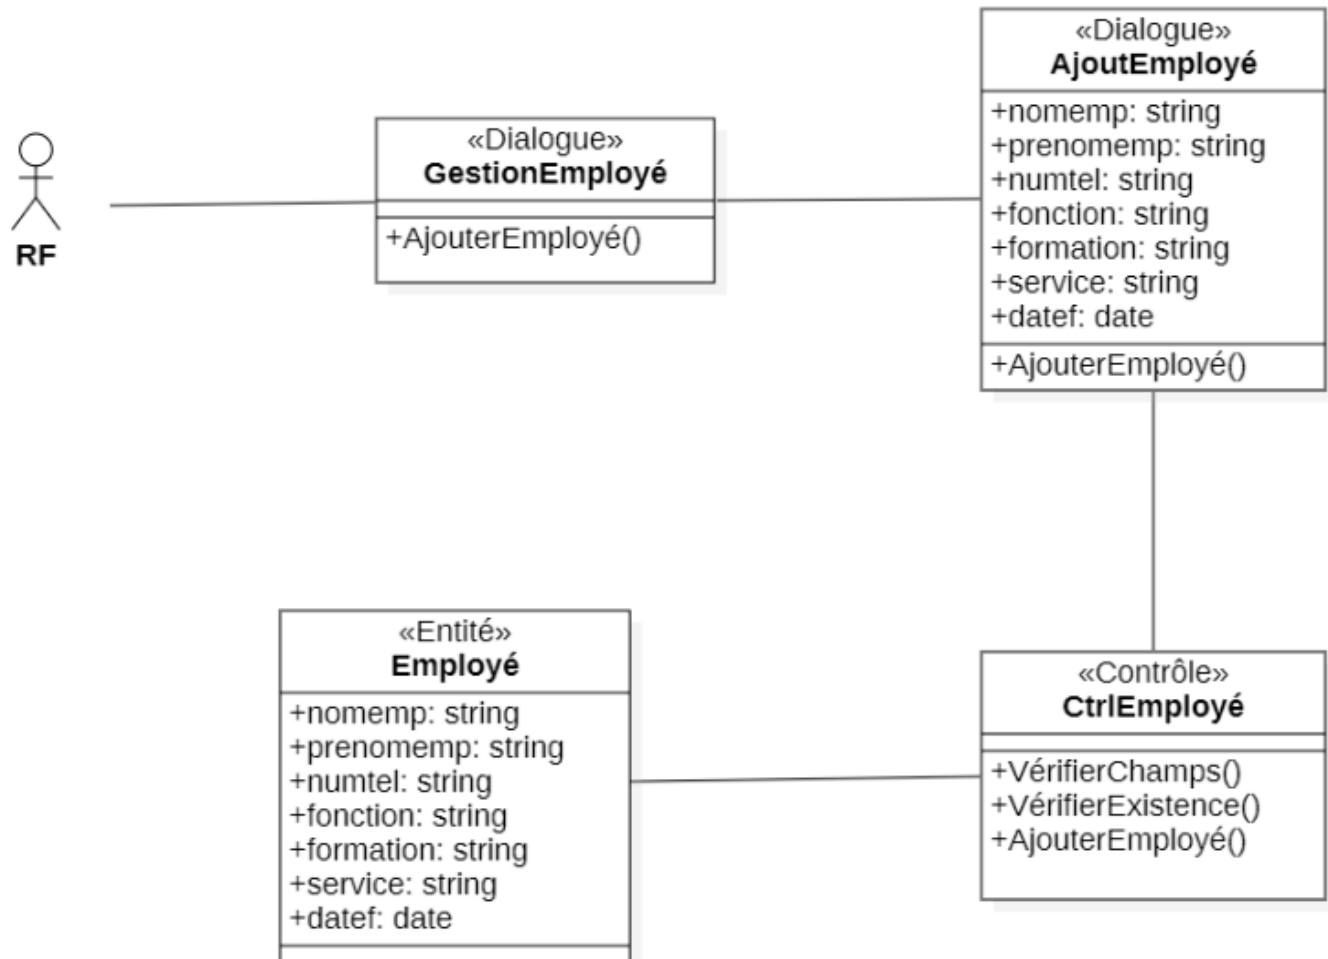 RF
«Dialogue»
GestionEmployé
+AjouterEmployé()
«Dialogue»
AjoutEmployé
+nomemp: string
+prenomemp: string
+numtel: string
+fonction: string
+formation: string
+service: string
+datef: date
+AjouterEmployé()
«Entité»
Employé
+nomemp: string
+prenomemp: string
+numtel: string
+fonction: string
+formation: string
+service: string
+datef: date
«Contrôle»
CtrlEmployé
+VérifierChamps()
+VérifierExistence()
+AjouterEmployé()